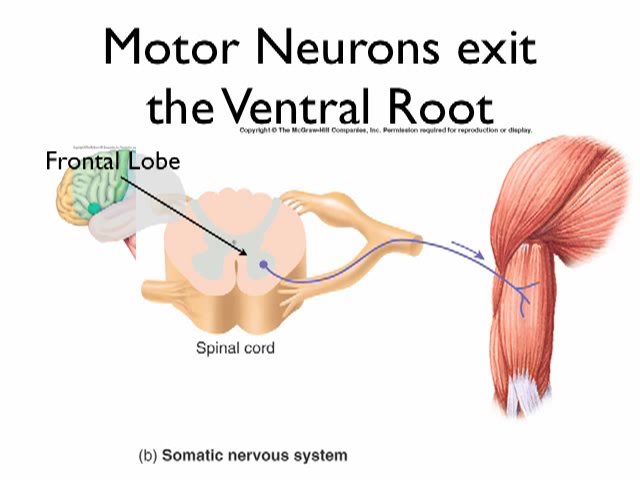 Motor Neurons exit
the Ventral Root
Copyright © The McGraw-Hill Companies, Inc. Permission required for reproduction or display.
Frontal Lobe
Spinal cord
(b) Somatic nervous system